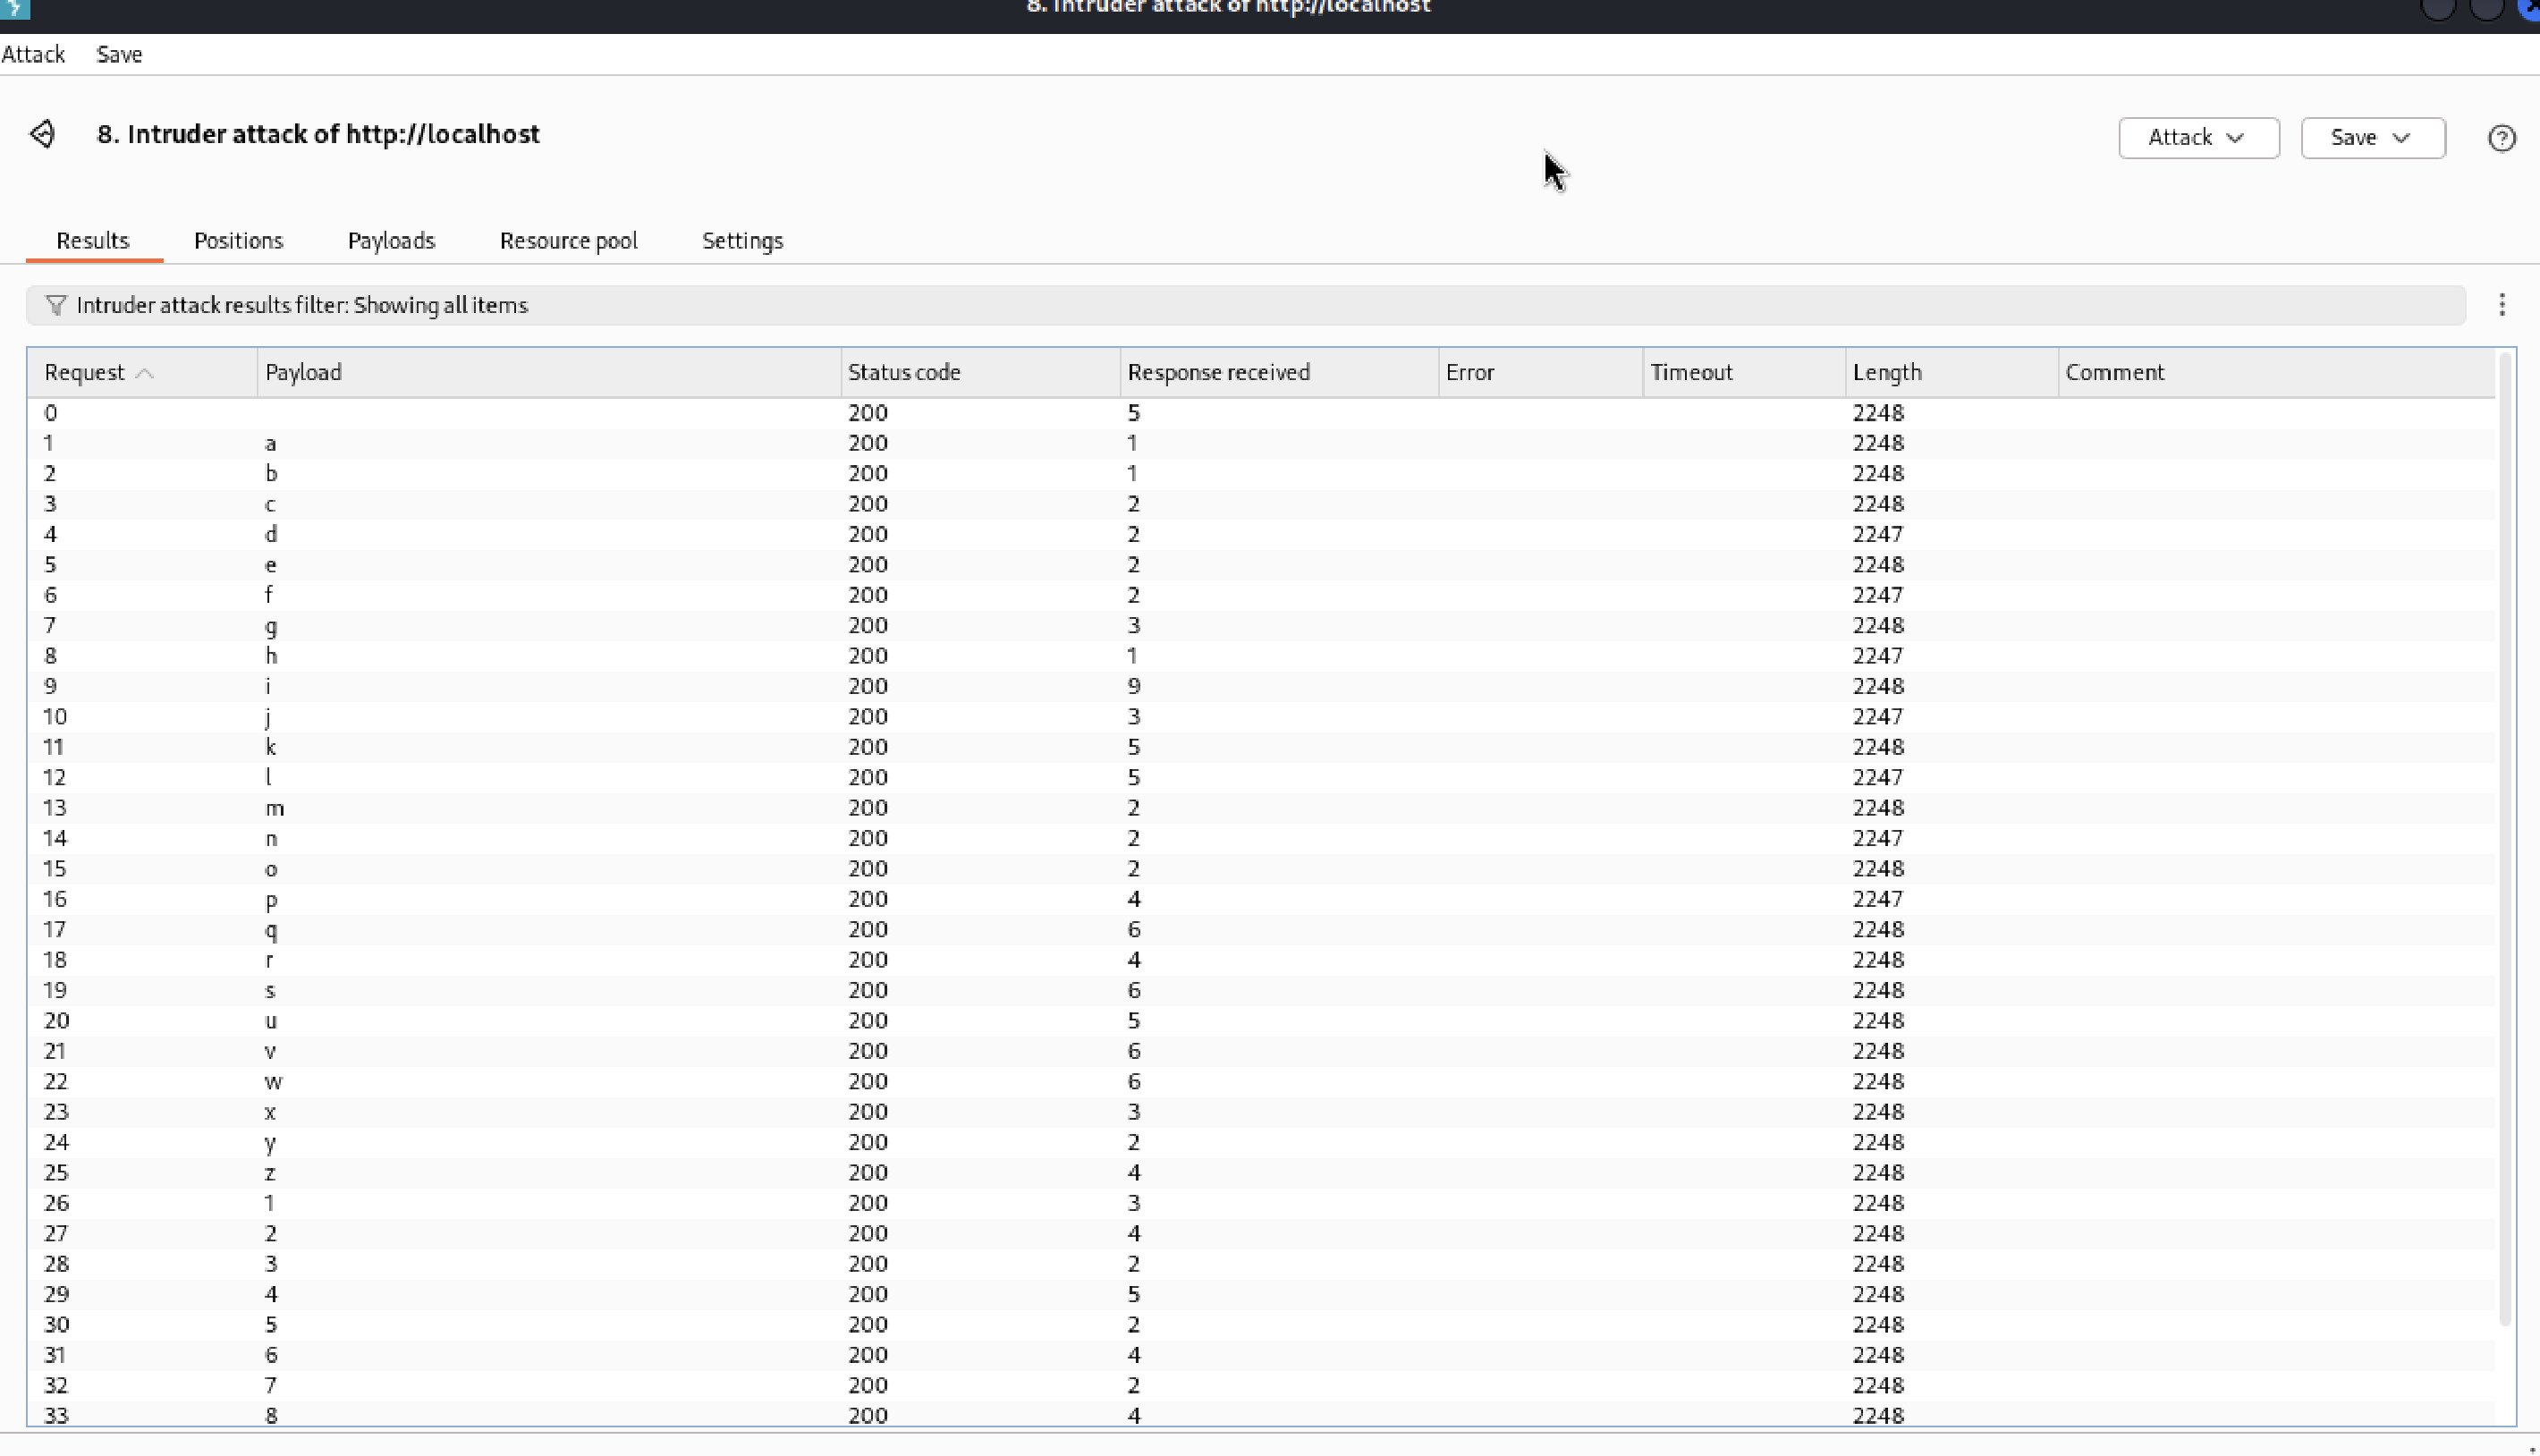 8. Intruder attack of http://localhost
Attack Save
8. Intruder attack of http://localhost
Attack Save
Results Positions Payloads Resource pool Settings
Intruder attack results filter: Showing all items
Request Payload Status code Response received Error Timeout Length Comment
0 200 5 2248
1 a 200 1 2248
2 b 200 1 2248
3 c 200 2 2248
4 d 200 2 2247
5 e 200 2 2248
6 f 200 2 2247
7 g 200 3 2248
8 h 200 1 2247
9 i 200 9 2248
10 j 200 3 2247
11 k 200 5 2248
12 l 200 5 2247
13 m 200 2 2248
14 n 200 2 2247
15 o 200 2 2248
16 p 200 4 2247
17 q 200 6 2248
18 r 200 4 2248
19 s 200 6 2248
20 u 200 5 2248
21 v 200 6 2248
22 w 200 6 2248
23 x 200 3 2248
24 y 200 2 2248
25 z 200 4 2248
26 1 200 3 2248
27 2 200 4 2248
28 3 200 2 2248
29 4 200 5 2248
30 5 200 2 2248
31 6 200 4 2248
32 7 200 2 2248
33 8 200 4 2248